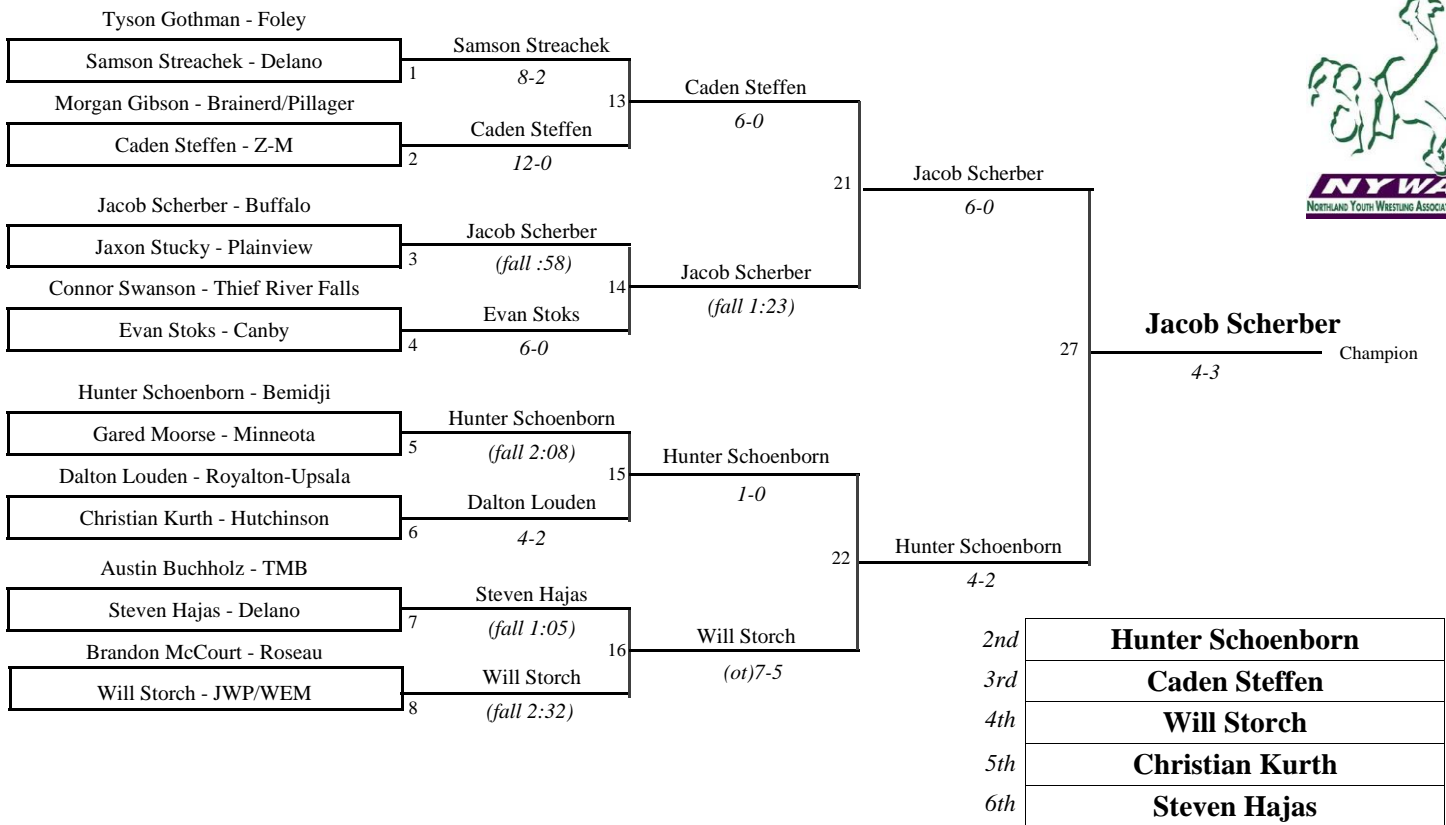 Tyson Gothman - Foley
Samson Streachek - Delano
1
Morgan Gibson - Brainerd/Pillager
Caden Steffen - Z-M
2
Jacob Scherber - Buffalo
Jaxon Stucky - Plainview
3
Connor Swanson - Thief River Falls
Evan Stoks - Canby
4
Hunter Schoenborn - Bemidji
Gared Moorse - Minneota
5
Dalton Louden - Royalton-Upsala
Christian Kurth - Hutchinson
6
Austin Buchholz - TMB
Steven Hajas - Delano
7
Brandon McCourt - Roseau
Will Storch - JWP/WEM
8
Samson Streachek
8-2
13
Caden Steffen
12-0
Jacob Scherber
(fall :58)
14
Evan Stoks
6-0
Hunter Schoenborn
(fall 2:08)
15
Dalton Louden
4-2
Steven Hajas
(fall 1:05)
16
Will Storch
(fall 2:32)
Caden Steffen
6-0
21
Jacob Scherber
(fall 1:23)
Hunter Schoenborn
1-0
22
Will Storch
(ot)7-5
Jacob Scherber
6-0
27
Hunter Schoenborn
4-2
Jacob Scherber
Champion
4-3
NYWA
NORTHLAND YOUTH WRESTLING
2nd Hunter Schoenborn
3rd Caden Steffen
4th Will Storch
5th Christian Kurth
6th Steven Hajas